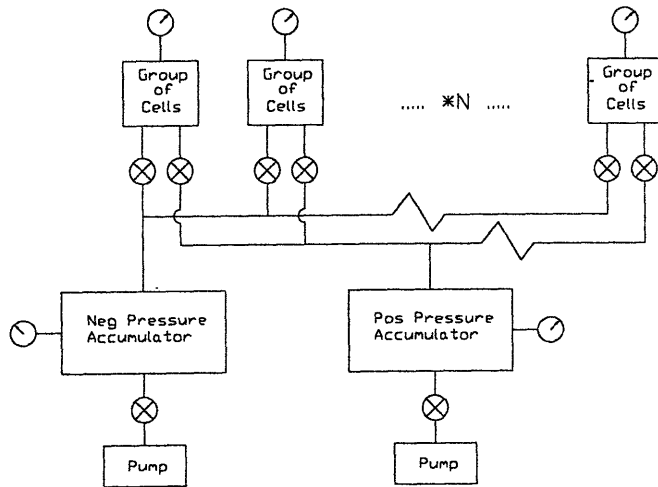 Group
of
Cells
Group
of
Cells
..... *N .....
Group
of
Cells
Neg Pressure
Accumulator
Pos Pressure
Accumulator
Pump
Pump